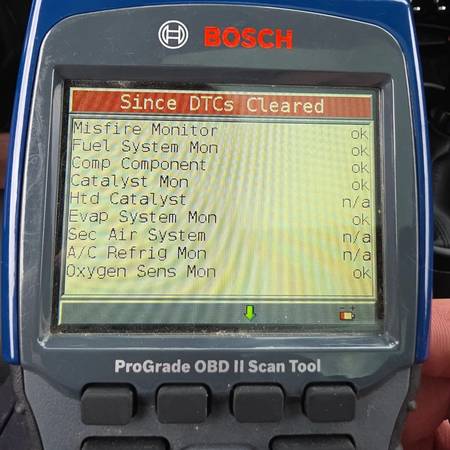 BOSCH
Since DTCs Cleared
Misfire Monitor ok
Fuel System Mon ok
Comp Component ok
Catalyst Mon ok
Htd Catalyst n/a
Evap System Mon ok
Sec Air System n/a
A/C Refrig Mon n/a
Oxygen Sens Mon ok
ProGrade OBD II Scan Tool